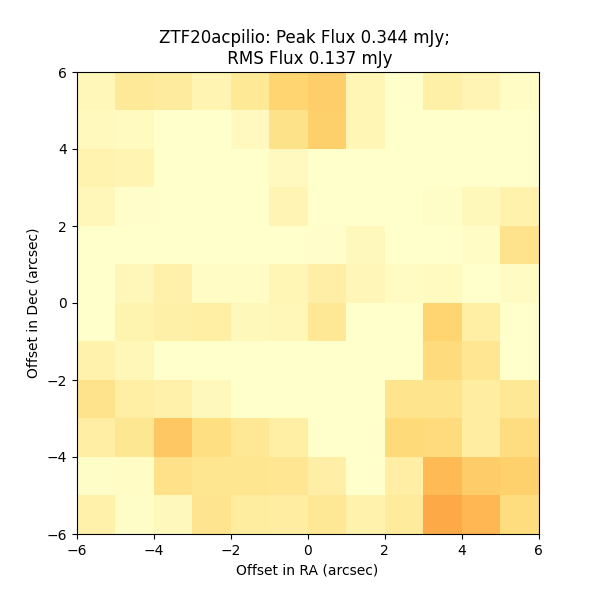 ZTF20acpilio: Peak Flux 0.344 mJy;
RMS Flux 0.137 mJy
6
4
2
0
−2
−4
−6
Offset in Dec (arcsec)
−6 −4 −2 0 2 4 6
Offset in RA (arcsec)